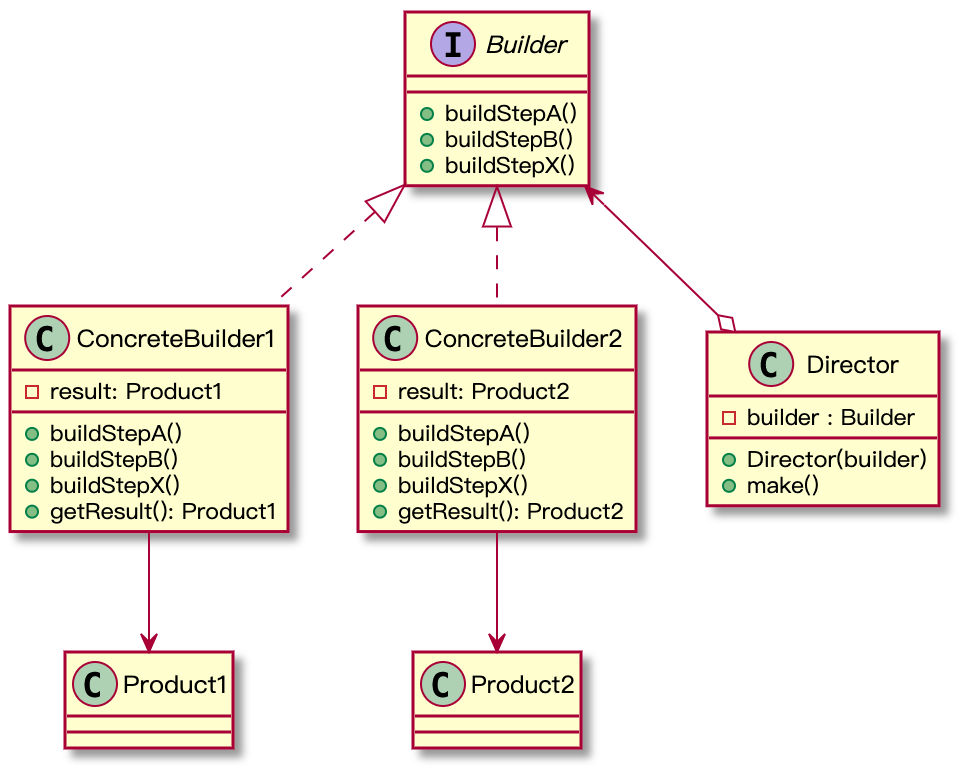 I Builder
buildStepA()
buildStepB()
buildStepX()
C ConcreteBuilder1
result: Product1
buildStepA()
buildStepB()
buildStepX()
getResult(): Product1
C ConcreteBuilder2
result: Product2
buildStepA()
buildStepB()
buildStepX()
getResult(): Product2
C Director
builder : Builder
Director(builder)
make()
C Product1
C Product2